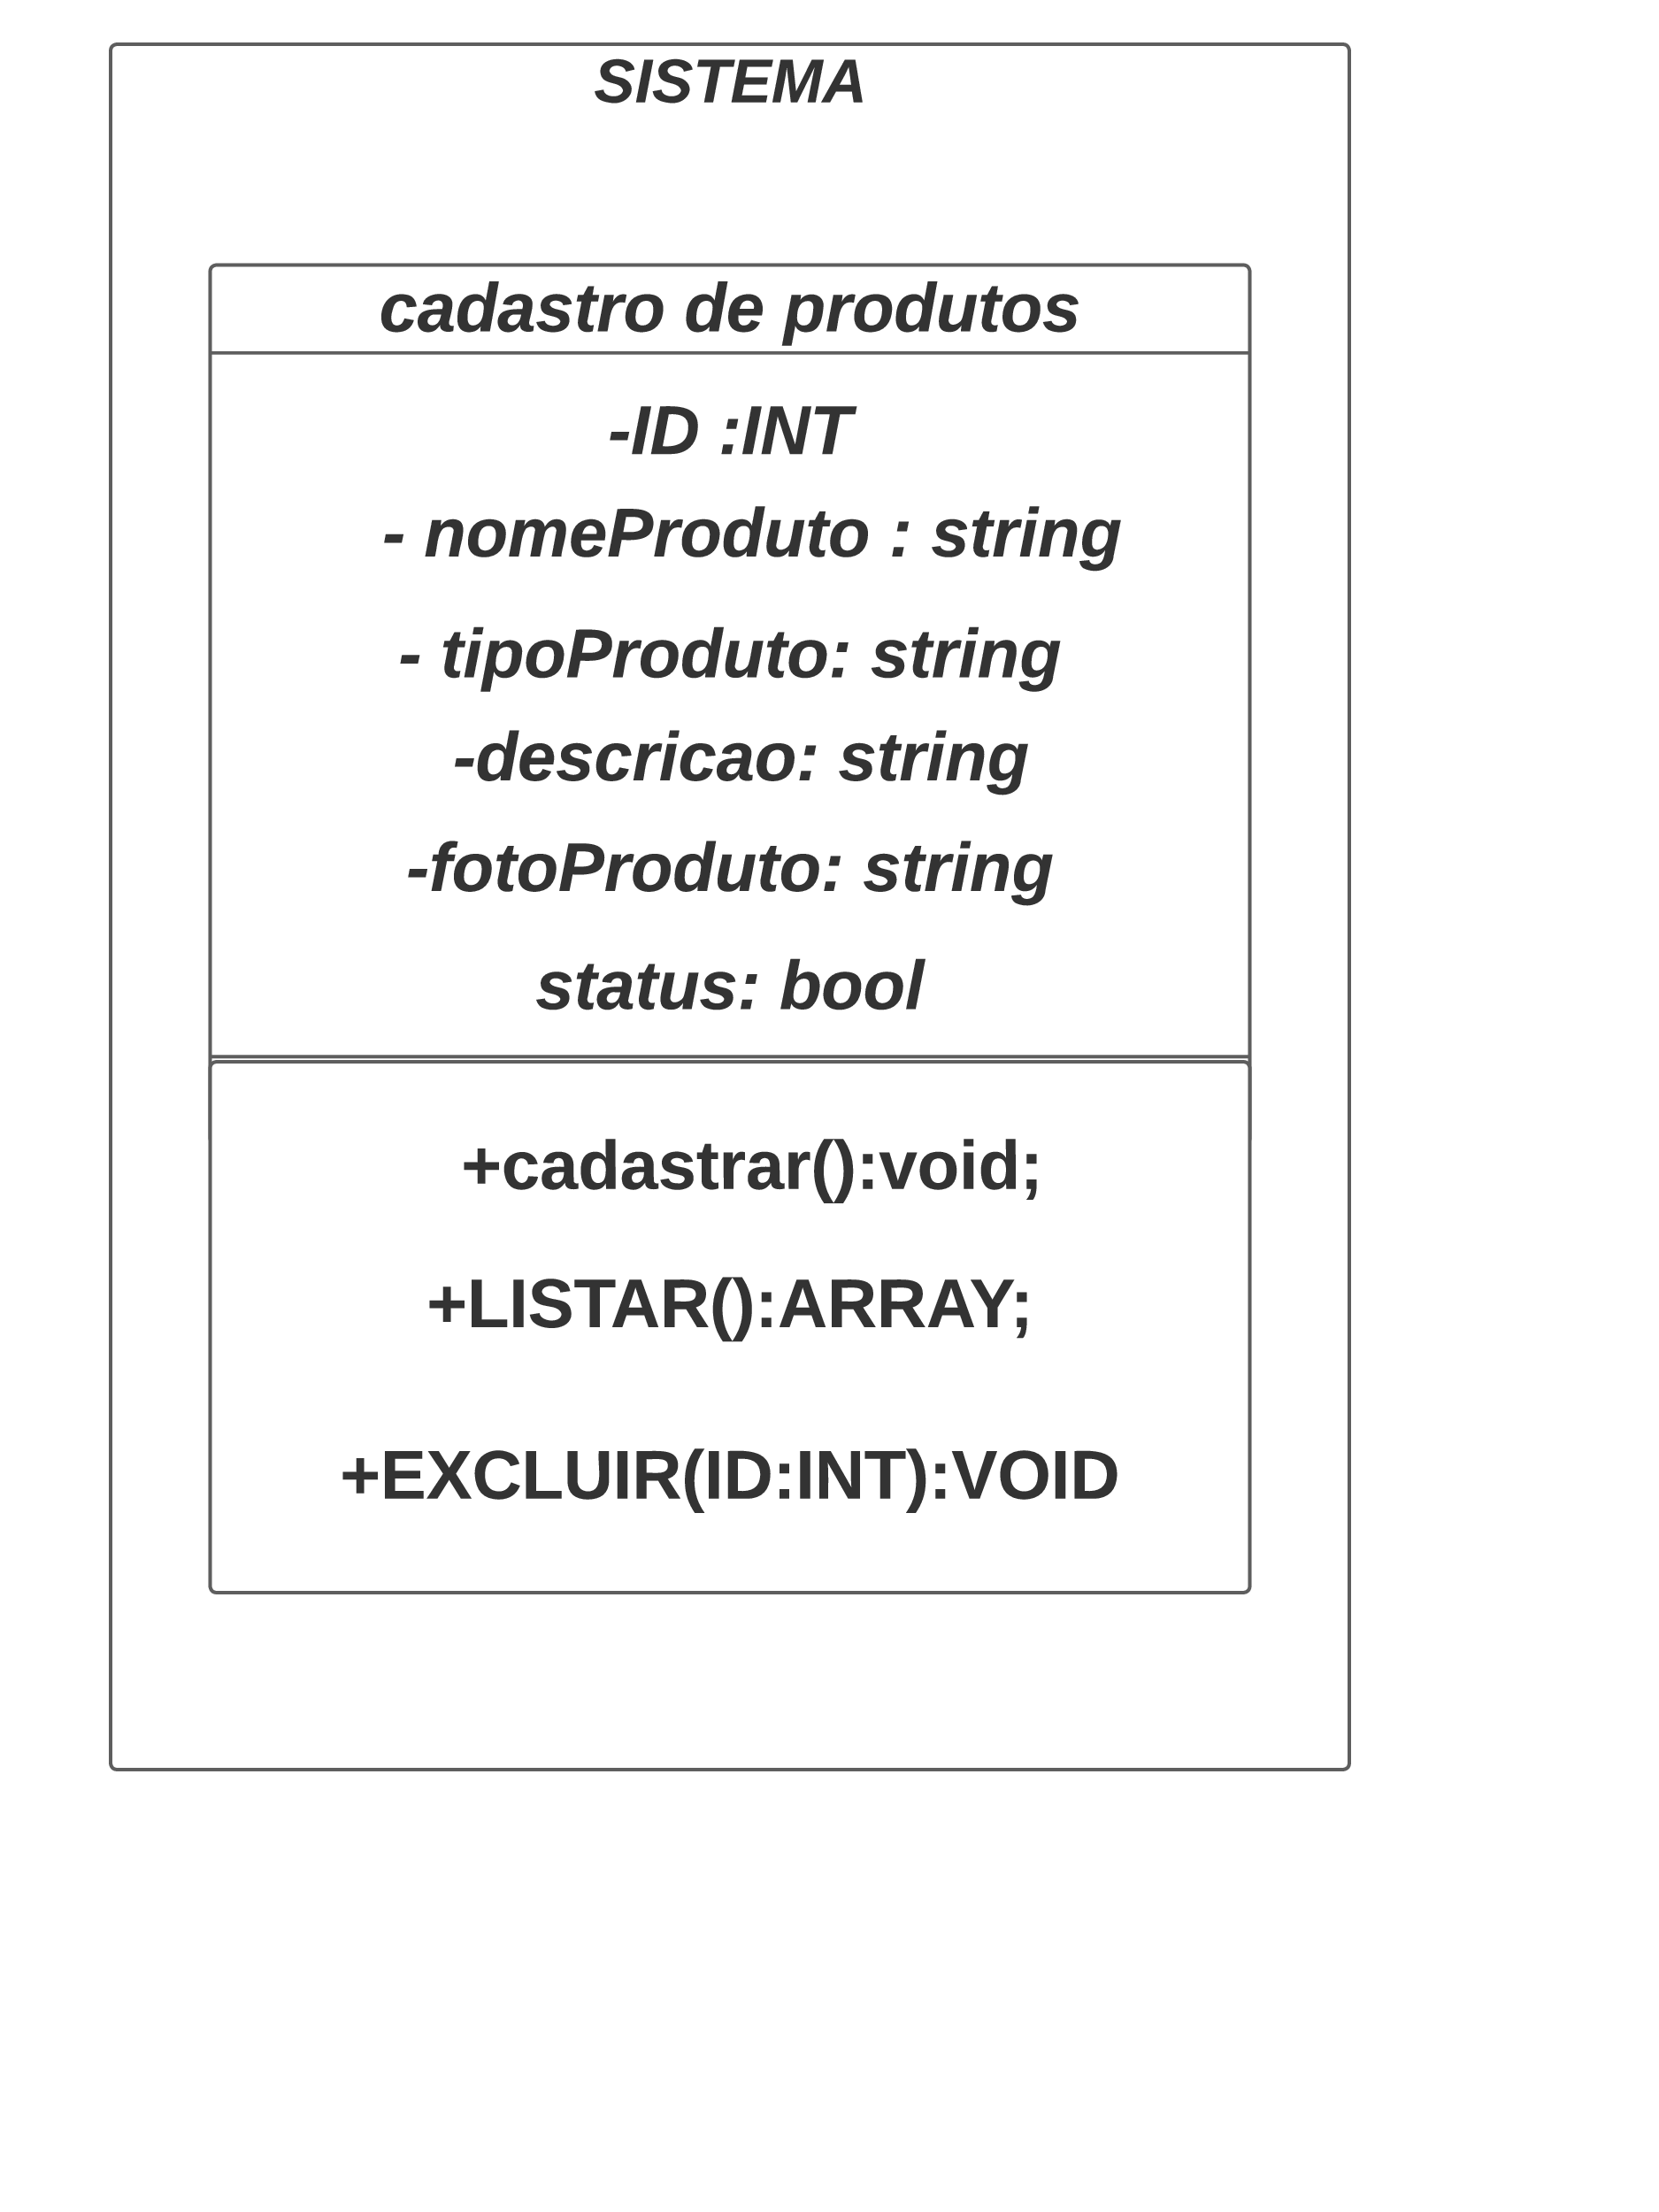 SISTEMA
cadastro de produtos
-ID :INT
- nomeProduto : string
- tipoProduto: string
-descricao: string
-fotoProduto: string
status: bool
+cadastrar():void;
+LISTAR():ARRAY;
+EXCLUIR(ID:INT):VOID